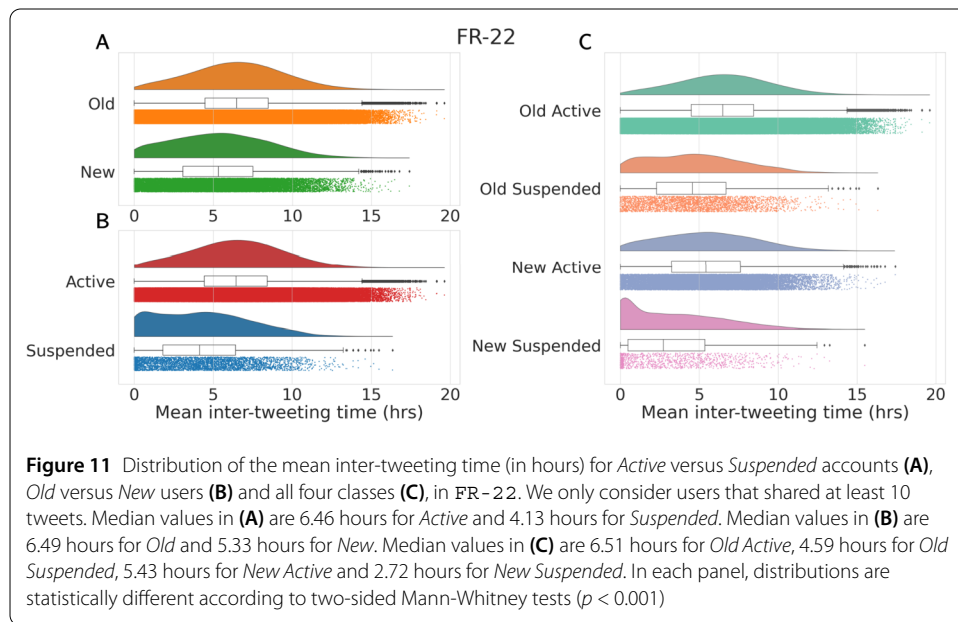 FR-22
A
Old
New
0 5 10 15 20
B
Active
Suspended
0 5 10 15 20
Mean inter-tweeting time (hrs)
C
Old Active
Old Suspended
New Active
New Suspended
0 5 10 15 20
Mean inter-tweeting time (hrs)
Figure 11 Distribution of the mean inter-tweeting time (in hours) for Active versus Suspended accounts (A),
Old versus New users (B) and all four classes (C), in FR-22. We only consider users that shared at least 10
tweets. Median values in (A) are 6.46 hours for Active and 4.13 hours for Suspended. Median values in (B) are
6.49 hours for Old and 5.33 hours for New. Median values in (C) are 6.51 hours for Old Active, 4.59 hours for Old
Suspended, 5.43 hours for New Active and 2.72 hours for New Suspended. In each panel, distributions are
statistically different according to two-sided Mann-Whitney tests (p < 0.001)